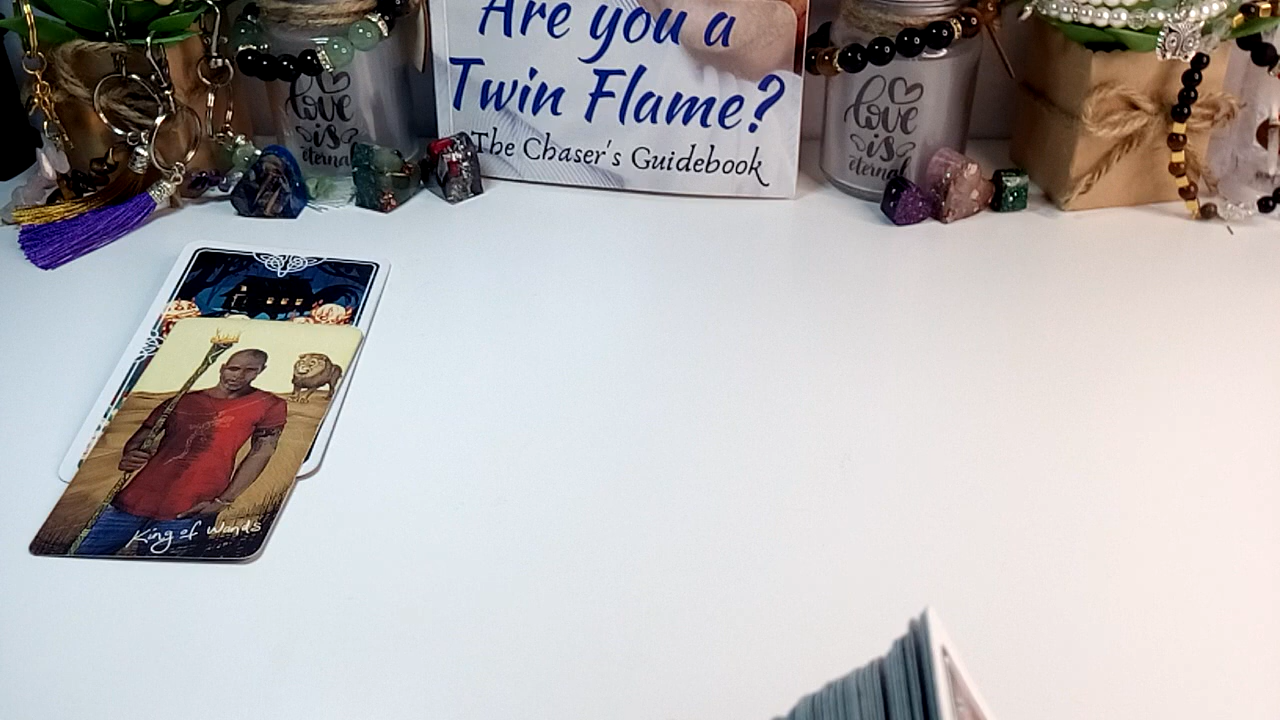 Are you a
Twin Flame?
The Chaser's Guidebook
love
is
eternal
love
is
eternal
King of Wands